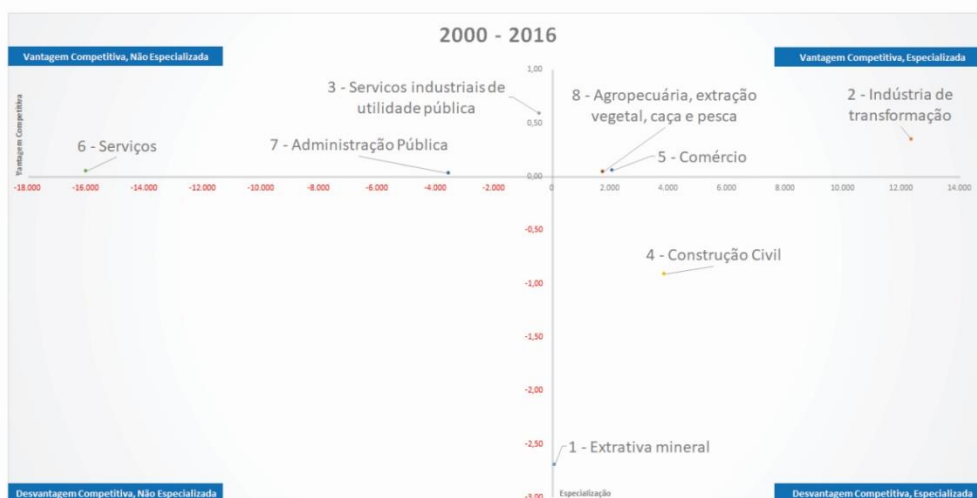 2000 - 2016
Vantagem Competitiva, Não Especializada
Vantagem Competitiva, Especializada
Vantagem Competitiva
1,00
3 - Servicos industriais de
utilidade pública
8 - Agropecuária, extração
vegetal, caça e pesca
2 - Indústria de
transformação
0,50
6 - Serviços
7 - Administração Pública
5 - Comércio
0,00
-18.000 -16.000 -14.000 -12.000 -10.000 -8.000 -6.000 -4.000 -2.000 0 2.000 4.000 6.000 8.000 10.000 12.000 14.000
-0,50
4 - Construção Civil
-1,00
-1,50
-2,00
-2,50
1 - Extrativa mineral
-3,00
Especialização
Desvantagem Competitiva, Não Especializada
Desvantagem Competitiva, Especializada